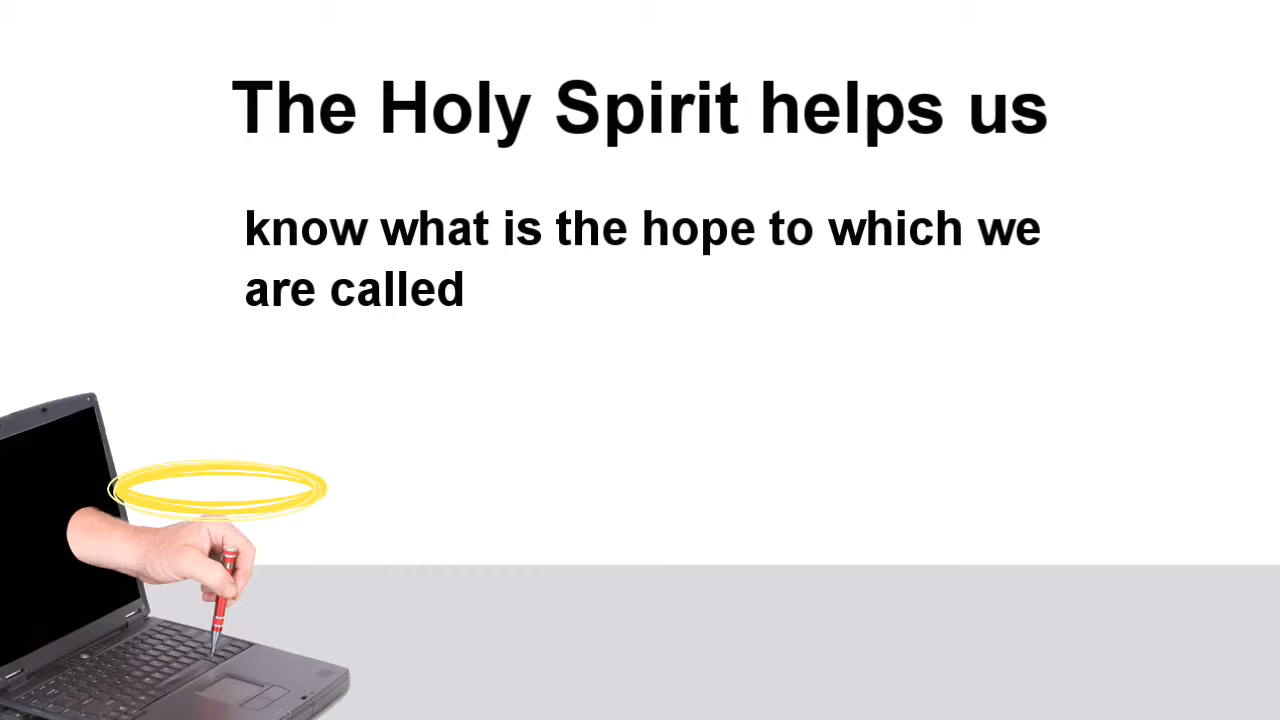 The Holy Spirit helps us
know what is the hope to which we
are called